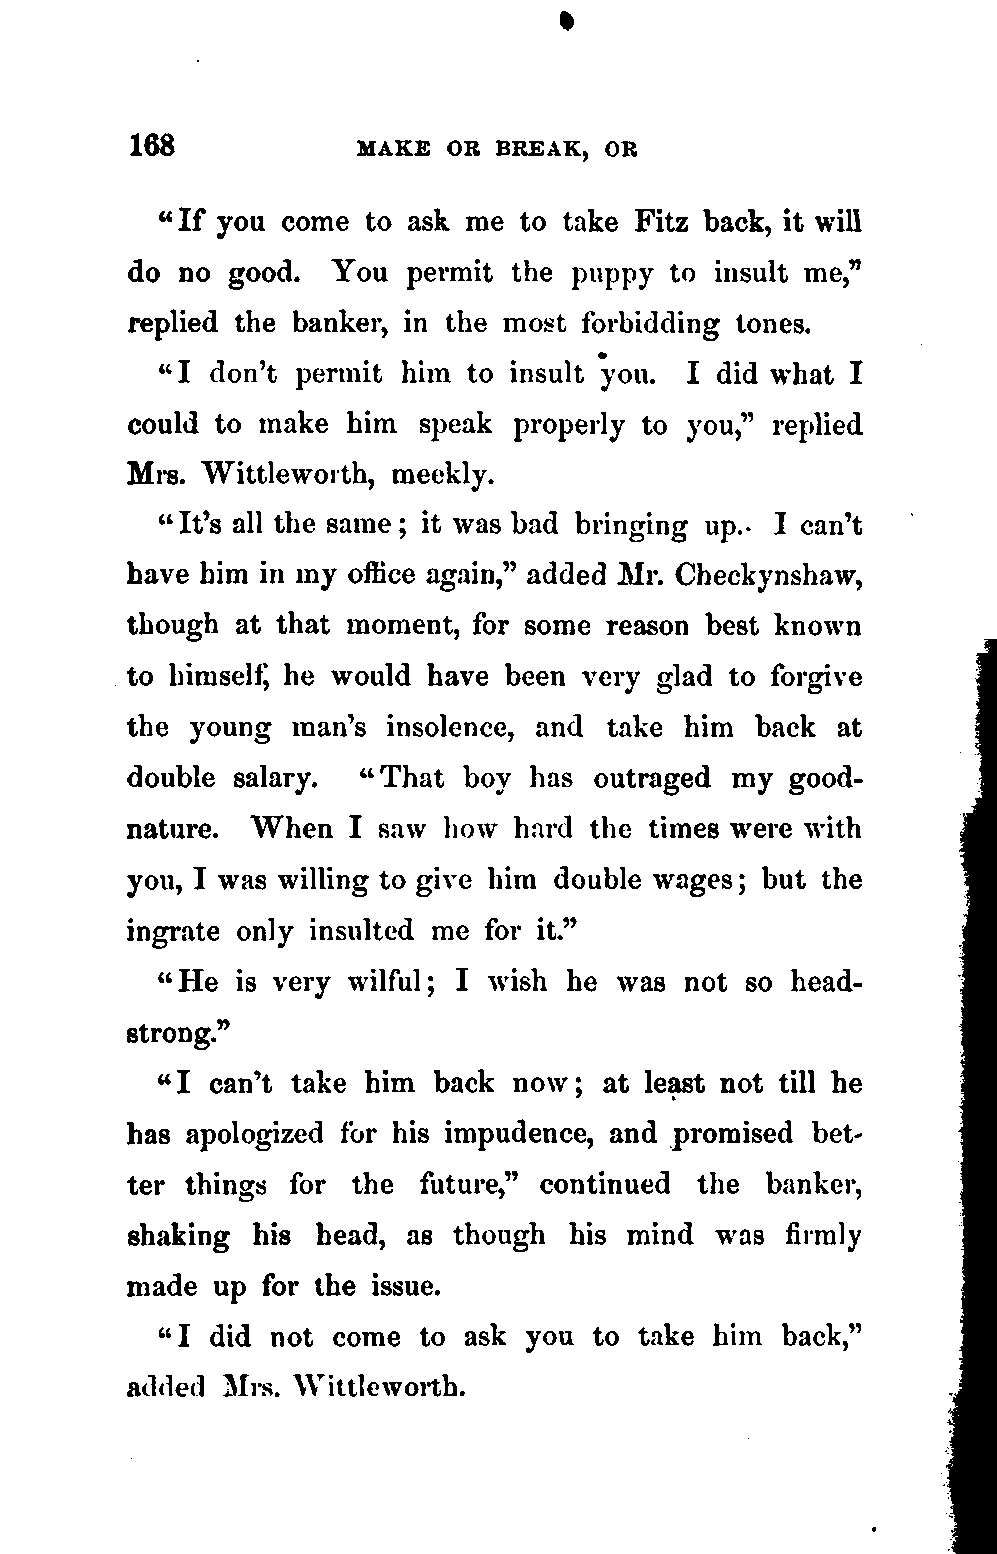 168 MAKE OR BREAK, OR
“If you come to ask me to take Fitz back, it will
do no good. You permit the puppy to insult me,”
replied the banker, in the most forbidding tones.
“I don’t permit him to insult you. I did what I
could to make him speak properly to you,” replied
Mrs. Wittleworth, meekly.
“It’s all the same; it was bad bringing up. I can’t
have him in my office again,” added Mr. Checkynshaw,
though at that moment, for some reason best known
to himself, he would have been very glad to forgive
the young man’s insolence, and take him back at
double salary. “That boy has outraged my good-
nature. When I saw how hard the times were with
you, I was willing to give him double wages; but the
ingrate only insulted me for it.”
“He is very wilful; I wish he was not so head-
strong.”
“I can’t take him back now; at least not till he
has apologized for his impudence, and promised bet-
ter things for the future,” continued the banker,
shaking his head, as though his mind was firmly
made up for the issue.
“I did not come to ask you to take him back,”
added Mrs. Wittleworth.